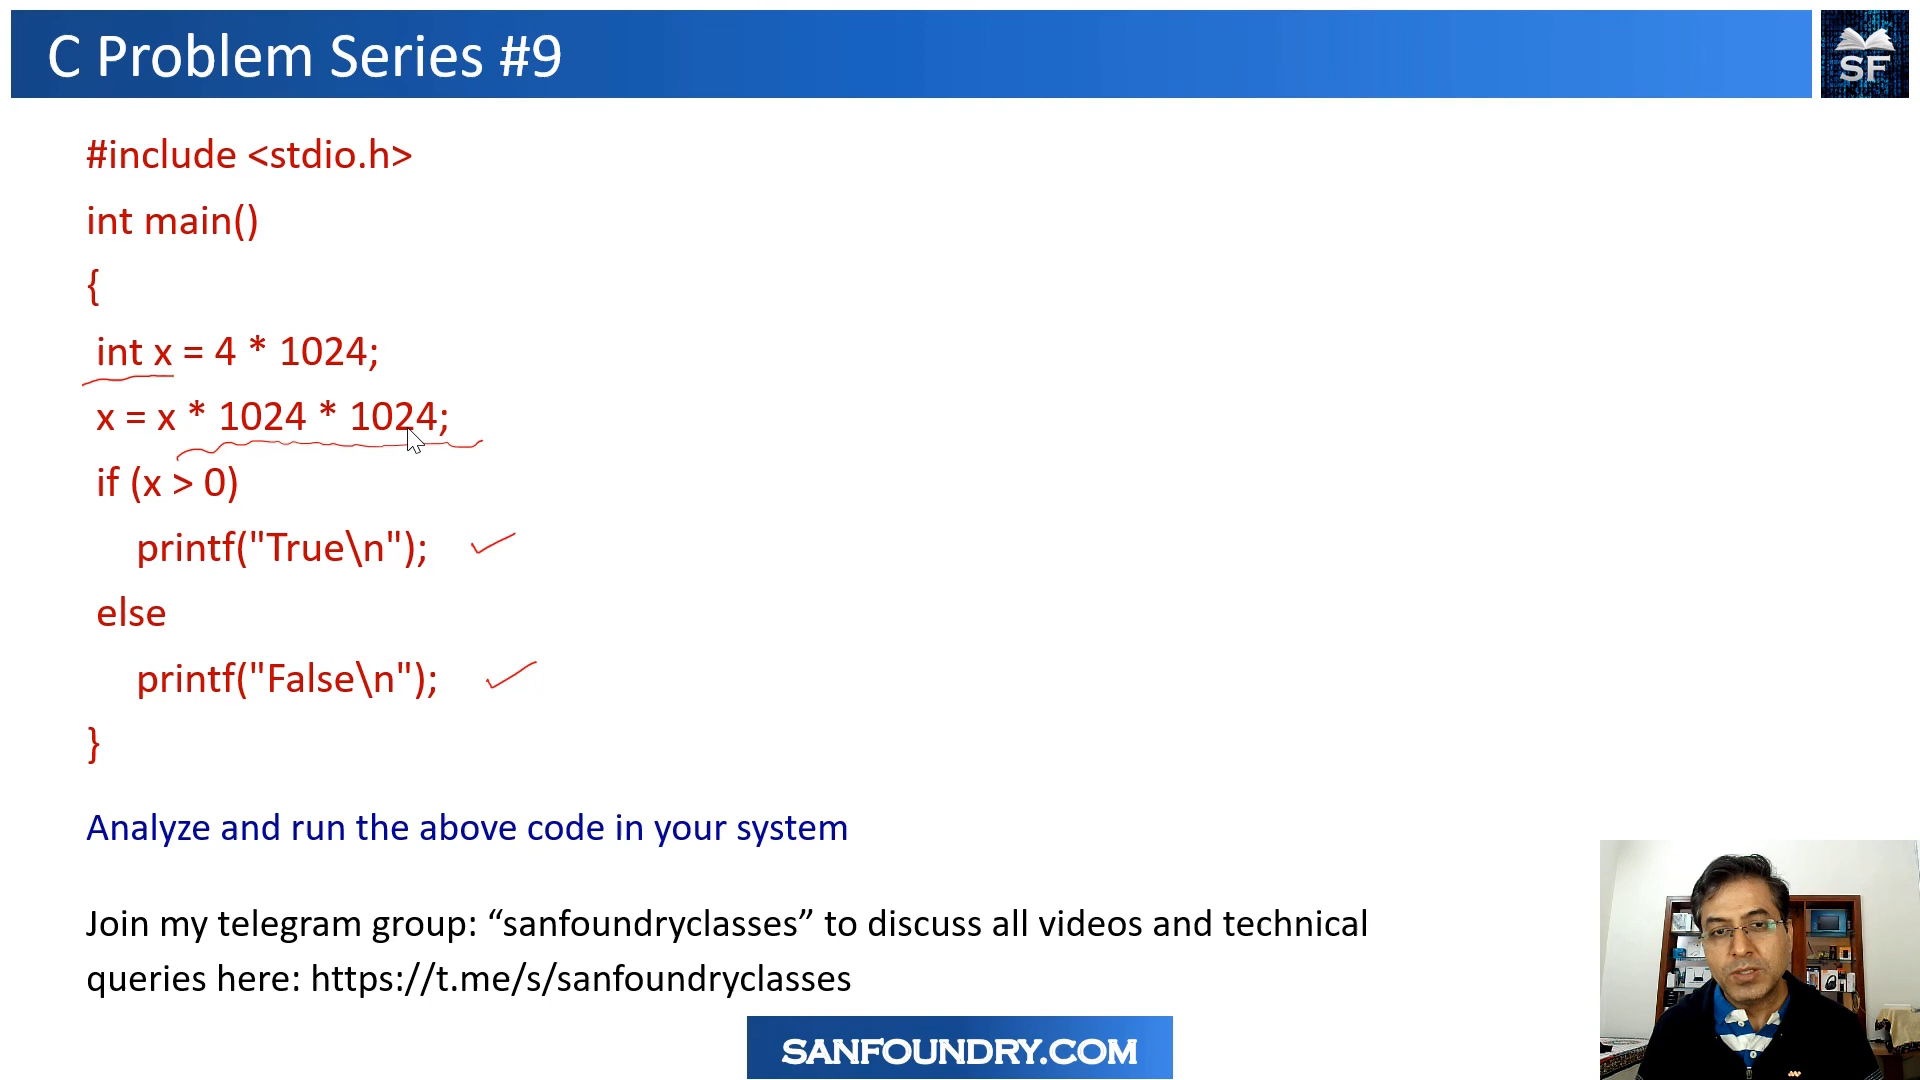 C Problem Series #9
SF
#include <stdio.h>
int main()
{
int x = 4 * 1024;
x = x * 1024 * 1024;
if (x > 0)
printf("True\n");
else
printf("False\n");
}
Analyze and run the above code in your system
Join my telegram group: “sanfoundryclasses” to discuss all videos and technical
queries here: https://t.me/s/sanfoundryclasses
SANFOUNDRY.COM